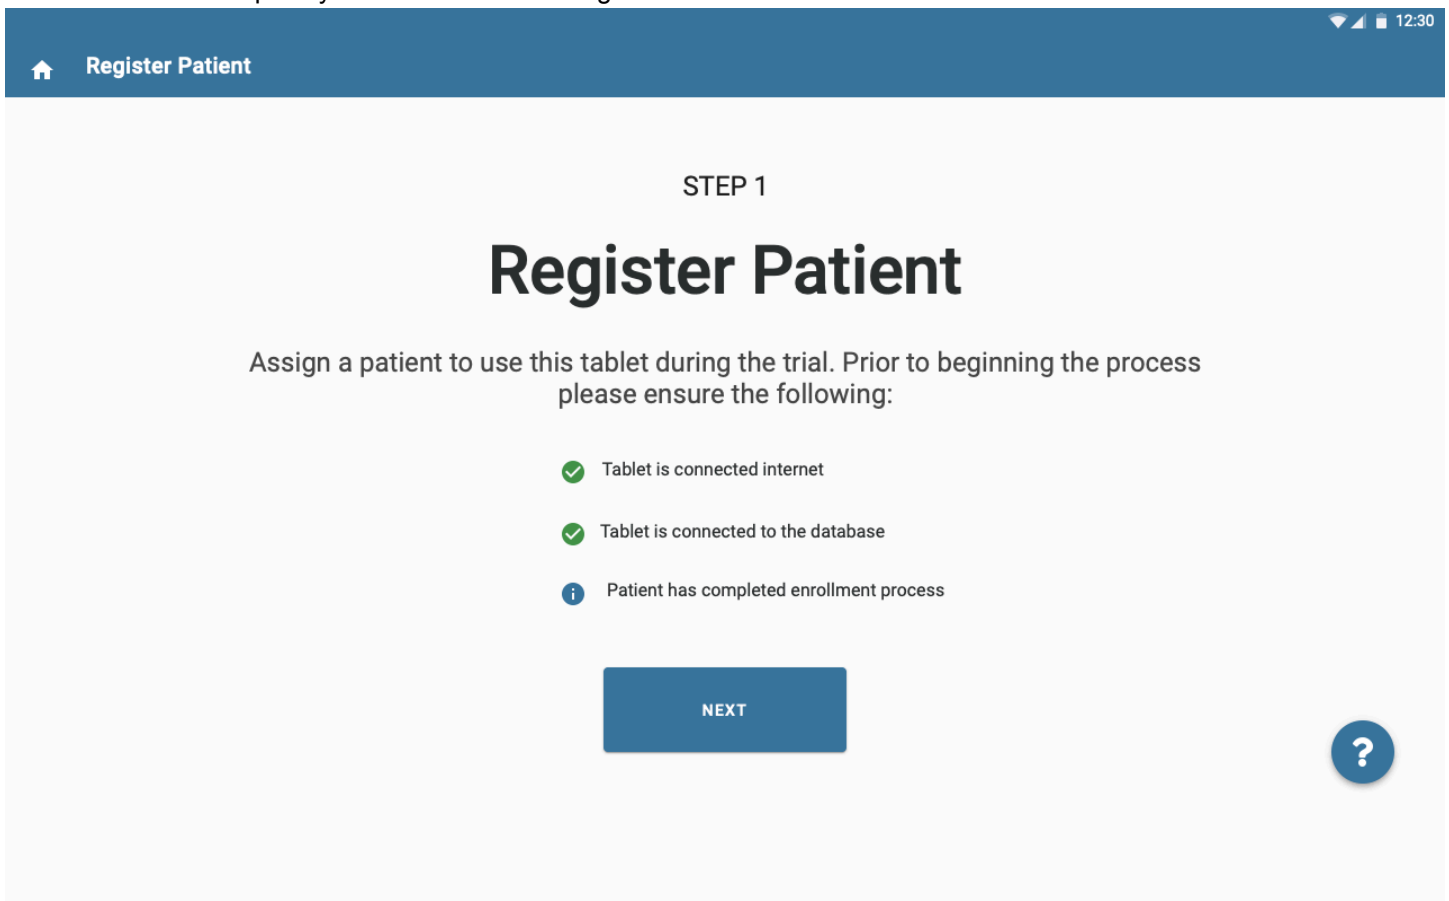 12:30
Register Patient
STEP 1
Register Patient
Assign a patient to use this tablet during the trial. Prior to beginning the process
please ensure the following:
Tablet is connected internet
Tablet is connected to the database
i Patient has completed enrollment process
NEXT
?